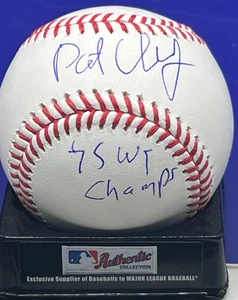 Pat
'75 WS
Champs
Authentic
COLLECTION
Exclusive Supplier of Baseballs to MAJOR LEAGUE BASEBALL®